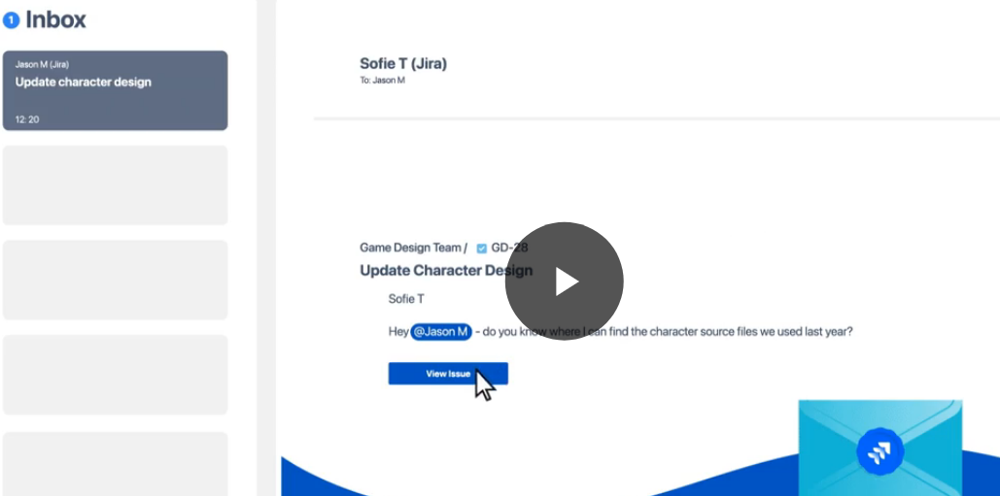 1 Inbox
Jason M (Jira)
Update character design
12: 20
Sofie T (Jira)
To: Jason M
Game Design Team / GD-28
Update Character Design
Sofie T
Hey @Jason M - do you know where I can find the character source files we used last year?
View Issue